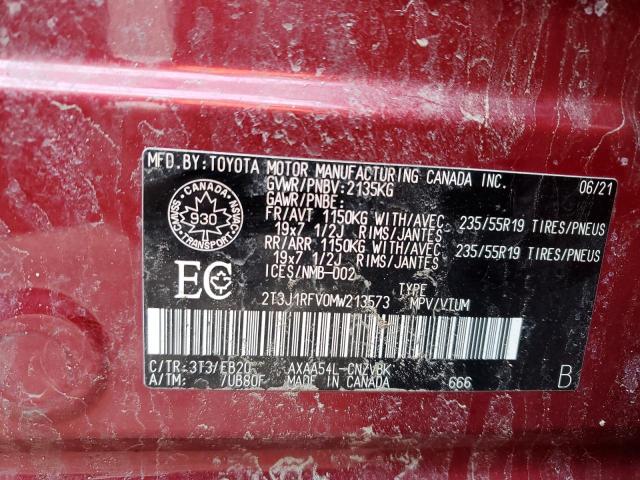 MFD. BY: TOYOTA MOTOR MANUFACTURING CANADA INC. 06/21
GVWR/PNBV: 2135KG
GAWR/PNBE:
FR/AVT 1150KG WITH/AVEC 235/55R19 TIRES/PNEUS
19x7 1/2J RIMS/JANTES
RR/ARR 1150KG WITH/AVEC 235/55R19 TIRES/PNEUS
19x7 1/2J RIMS/JANTES
ICES/NMB-002
CANADA
CMVSS NSVAC
930
TRANSPORT
EC
TYPE
2T3J1RFV0MW213573 MPV/VTUM
C/TR: 3T3/EB20 AXAA54L-CNZVBK
A/TM: 7UB80F MADE IN CANADA 666 B